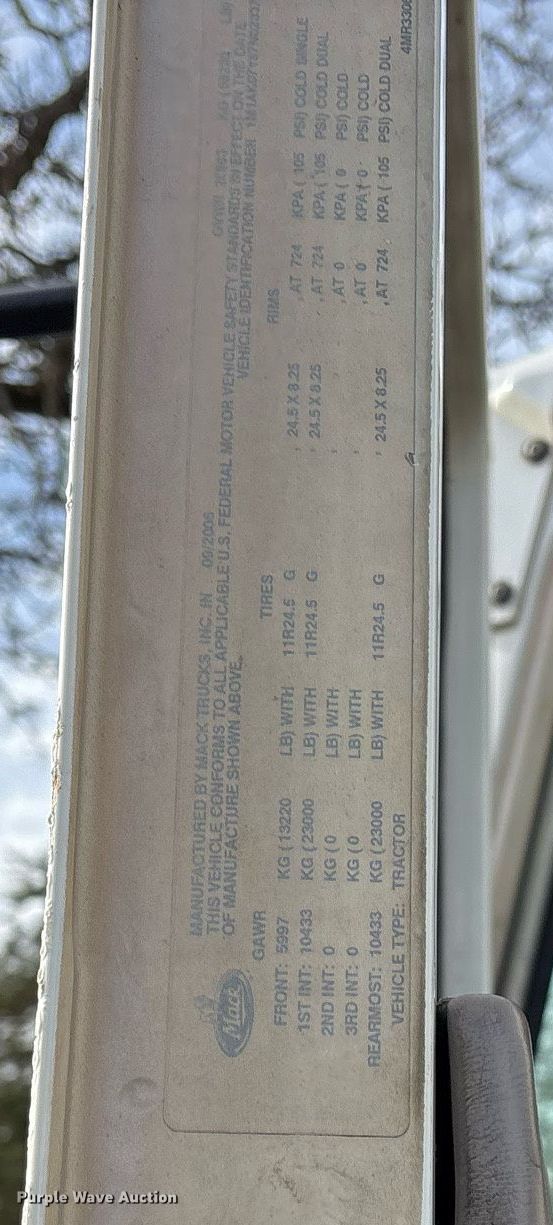 MANUFACTURED BY MACK TRUCKS, INC. IN 09/2006
THIS VEHICLE CONFORMS TO ALL APPLICABLE U.S. FEDERAL MOTOR VEHICLE SAFETY STANDARDS IN EFFECT ON THE DATE
OF MANUFACTURE SHOWN ABOVE. VEHICLE IDENTIFICATION NUMBER
Mack
GAWR TIRES RIMS
FRONT: 5997 KG ( 13220 LB) WITH 11R24.5 G , 24.5 X 8.25 , AT 724 KPA ( 105 PSI) COLD SINGLE
1ST INT: 10433 KG ( 23000 LB) WITH 11R24.5 G , 24.5 X 8.25 , AT 724 KPA ( 105 PSI) COLD DUAL
2ND INT: 0 KG ( 0 LB) WITH , , AT 0 KPA ( 0 PSI) COLD
3RD INT: 0 KG ( 0 LB) WITH , , AT 0 KPA ( 0 PSI) COLD
REARMOST: 10433 KG ( 23000 LB) WITH 11R24.5 G , 24.5 X 8.25 , AT 724 KPA ( 105 PSI) COLD DUAL
VEHICLE TYPE: TRACTOR
Purple Wave Auction